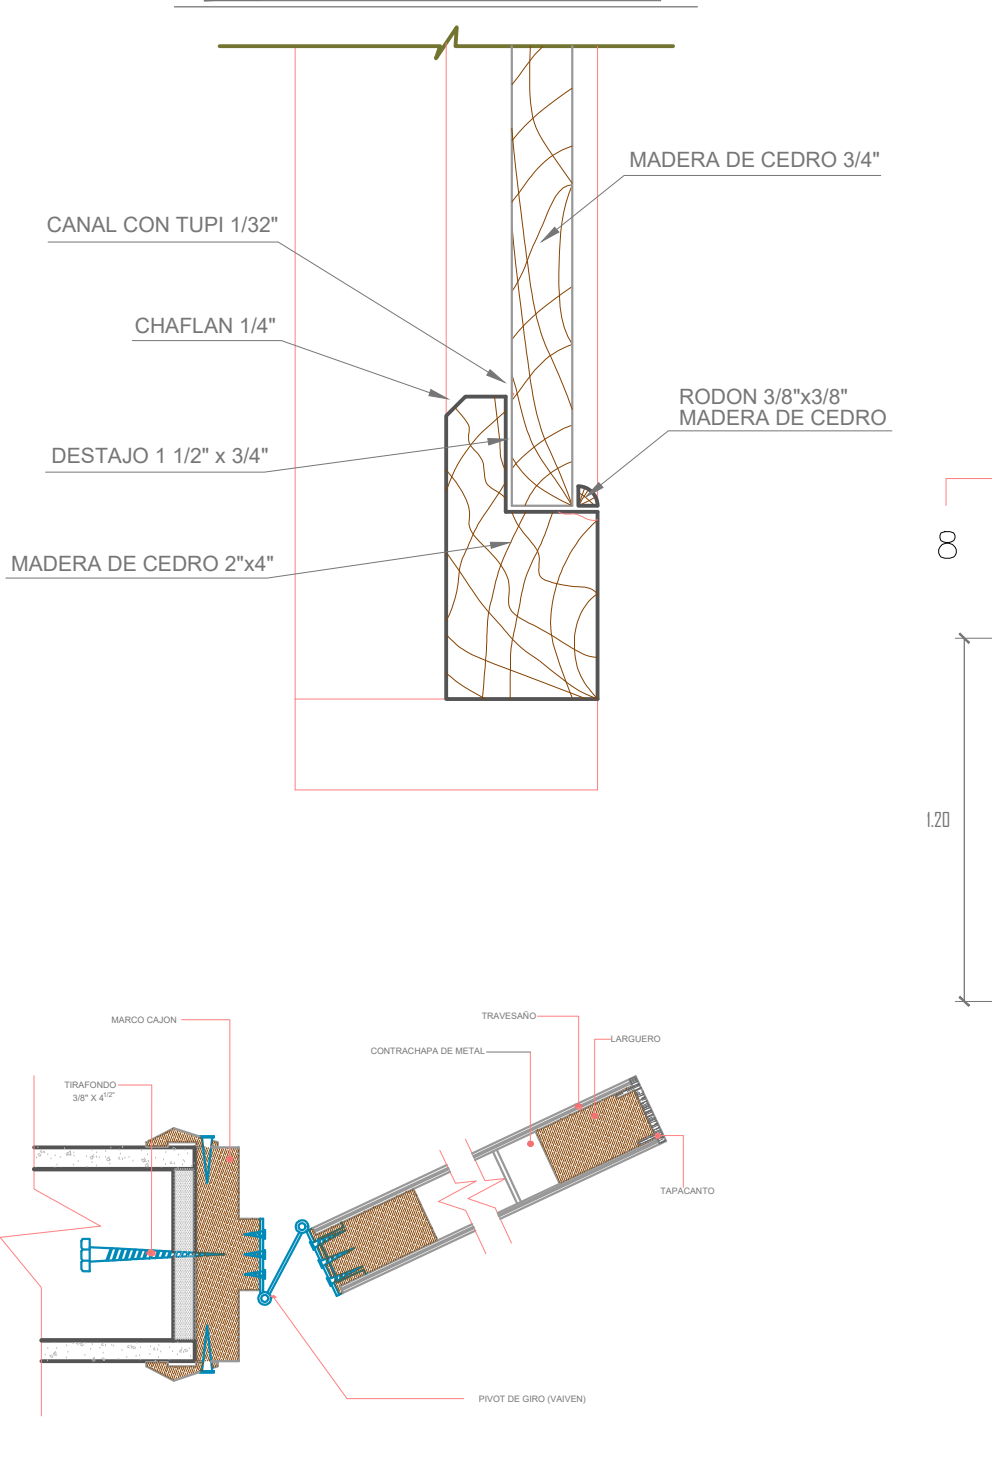 MADERA DE CEDRO 3/4"
CANAL CON TUPI 1/32"
CHAFLAN 1/4"
RODON 3/8"x3/8"
MADERA DE CEDRO
DESTAJO 1 1/2" x 3/4"
MADERA DE CEDRO 2"x4"
8
1.20
TRAVESAÑO
MARCO CAJON
LARGUERO
CONTRACHAPA DE METAL
TIRAFONDO
3/8" X 4 1/2"
TAPACANTO
PIVOT DE GIRO (VAIVEN)